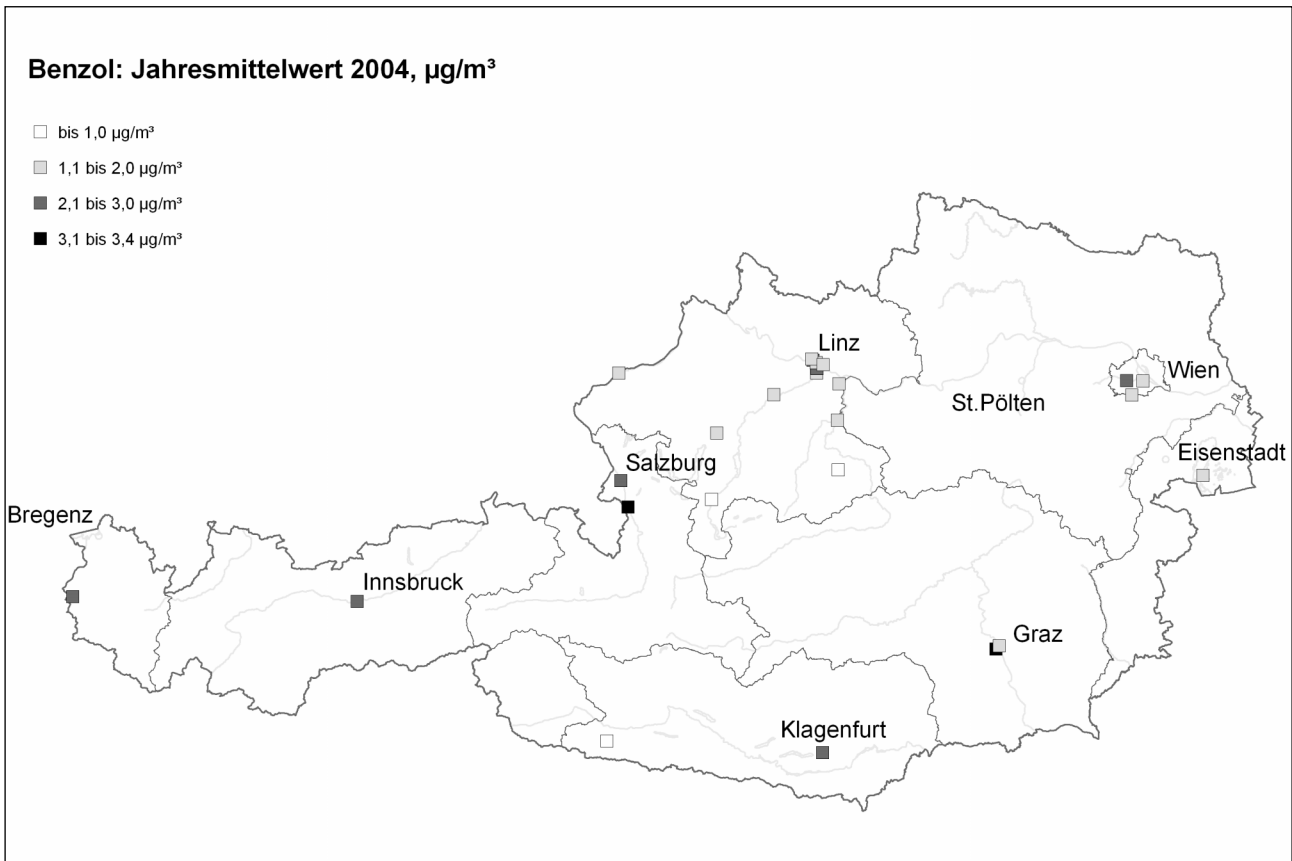 Benzol: Jahresmittelwert 2004, µg/m³
bis 1,0 µg/m³
1,1 bis 2,0 µg/m³
2,1 bis 3,0 µg/m³
3,1 bis 3,4 µg/m³
Linz
Wien
St.Pölten
Eisenstadt
Salzburg
Bregenz
Innsbruck
Graz
Klagenfurt